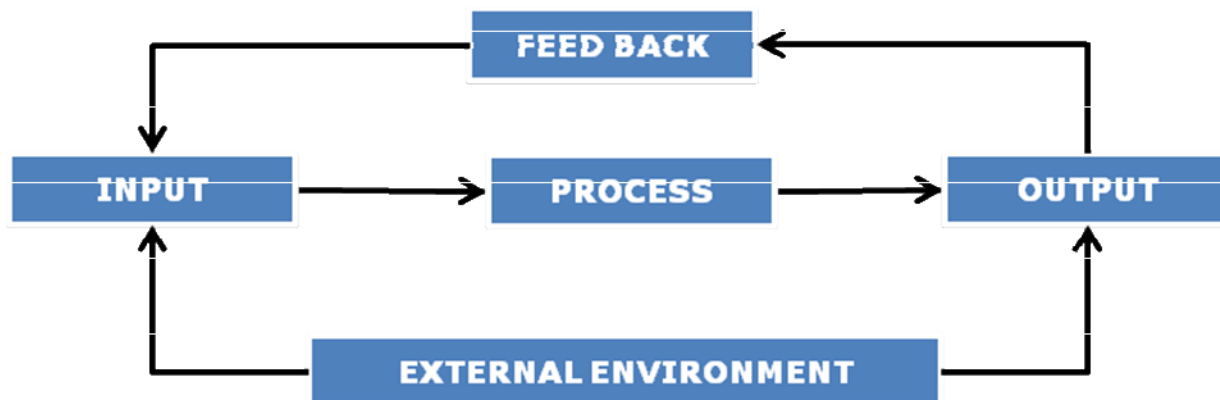 FEED BACK
INPUT
PROCESS
OUTPUT
EXTERNAL ENVIRONMENT